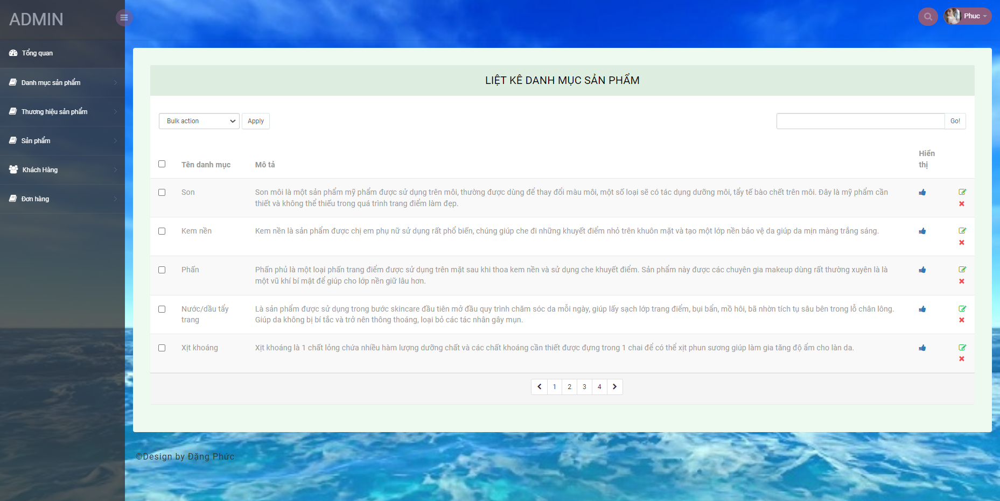 ADMIN
Phuc
Tổng quan
Danh mục sản phẩm
Thương hiệu sản phẩm
Sản phẩm
Khách Hàng
Đơn hàng
LIỆT KÊ DANH MỤC SẢN PHẨM
Bulk action
Apply
Go!
Tên danh mục
Mô tả
Hiển
thị
Son
Son môi là một sản phẩm mỹ phẩm được sử dụng trên môi, thường được dùng để thay đổi màu môi, một số loại sẽ có tác dụng dưỡng môi, tẩy tế bào chết trên môi. Đây là mỹ phẩm cần
thiết và không thể thiếu trong quá trình trang điểm làm đẹp.
Kem nền
Kem nền là sản phẩm được chị em phụ nữ sử dụng rất phổ biến, chúng giúp che đi những khuyết điểm nhỏ trên khuôn mặt và tạo một lớp nền bảo vệ da giúp da mịn màng trắng sáng.
Phấn
Phấn phủ là một loại phấn trang điểm được sử dụng trên mặt sau khi thoa kem nền và sử dụng che khuyết điểm. Sản phẩm này được các chuyên gia makeup dùng rất thường xuyên là là
một vũ khí bí mật để giúp cho lớp nền giữ lâu hơn.
Nước/dầu tẩy
trang
Là sản phẩm được sử dụng trong bước skincare đầu tiên mở đầu quy trình chăm sóc da mỗi ngày, giúp lấy sạch lớp trang điểm, bụi bẩn, mồ hôi, bã nhờn tích tụ sâu bên trong lỗ chân lông.
Giúp da không bị bí tắc và trở nên thông thoáng, loại bỏ các tác nhân gây mụn.
Xịt khoáng
Xịt khoáng là 1 chất lỏng chứa nhiều hàm lượng dưỡng chất và các chất khoáng cần thiết được đựng trong 1 chai để có thể xịt phun sương giúp làm gia tăng độ ẩm cho làn da.
1 2 3 4
©Design by Đặng Phức